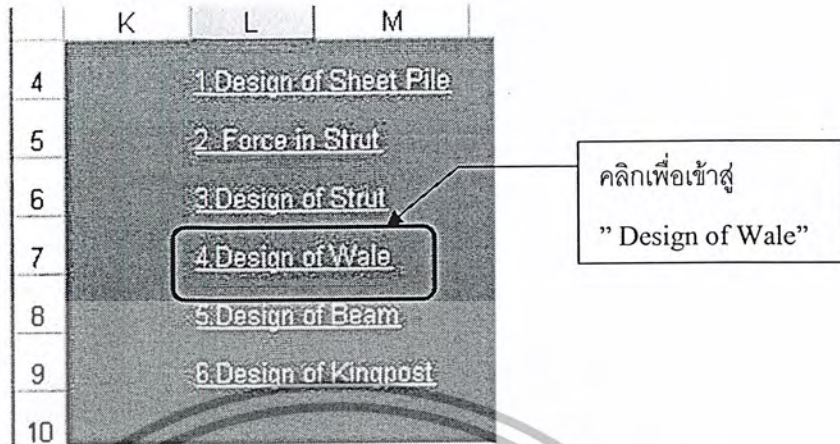 K L M
4 1.Design of Sheet Pile
5 2. Force in Strut
6 3.Design of Strut
คลิกเพื่อเข้าสู่
7 4.Design of Wale
” Design of Wale”
8 5.Design of Beam
9 6.Design of Kingpost
10